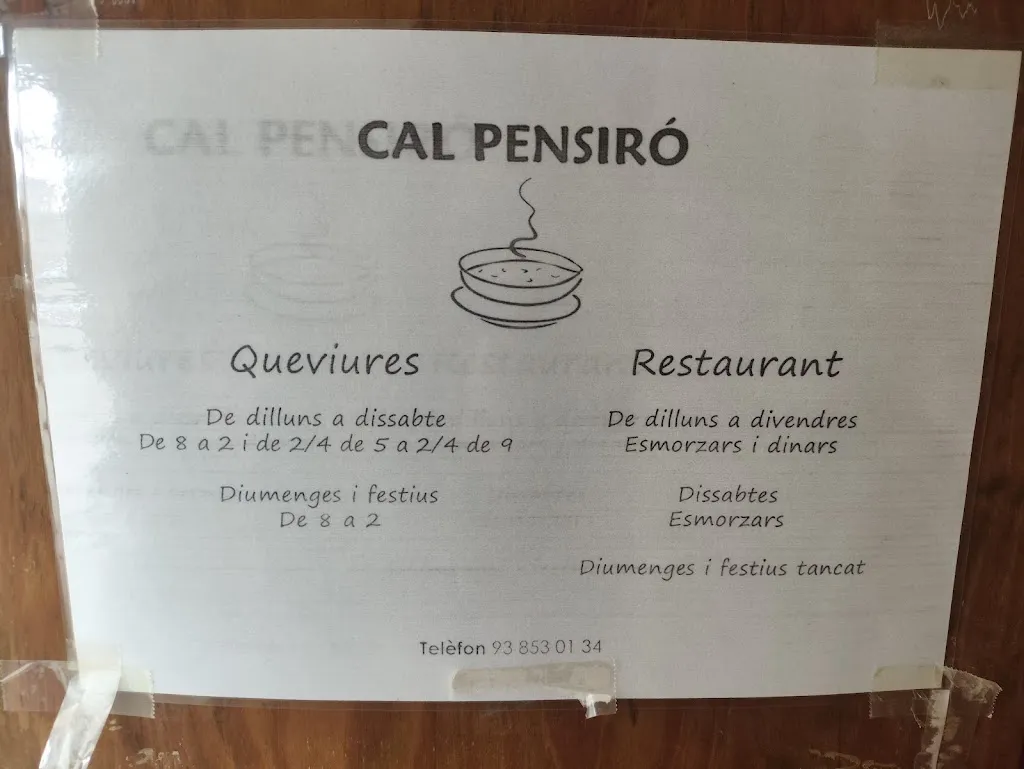 CAL PENSIRÓ
Queviures
De dilluns a dissabte
De 8 a 2 i de 2/4 de 5 a 2/4 de 9
Diumenges i festius
De 8 a 2
Restaurant
De dilluns a divendres
Esmorzars i dinars
Dissabtes
Esmorzars
Diumenges i festius tancat
Telèfon 93 853 01 34